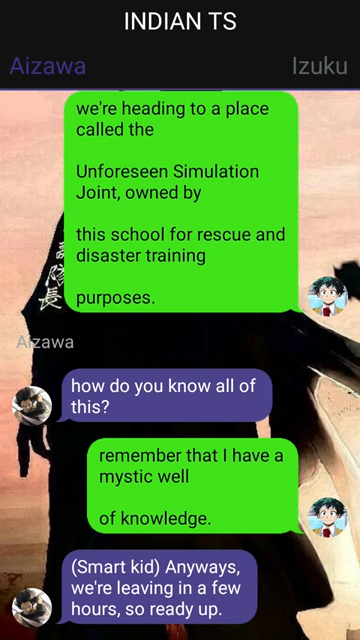 INDIAN TS
Aizawa
Izuku
we're heading to a place
called the
Unforeseen Simulation
Joint, owned by
this school for rescue and
disaster training
purposes.
Aizawa
how do you know all of
this?
remember that I have a
mystic well
of knowledge.
(Smart kid) Anyways,
we're leaving in a few
hours, so ready up.